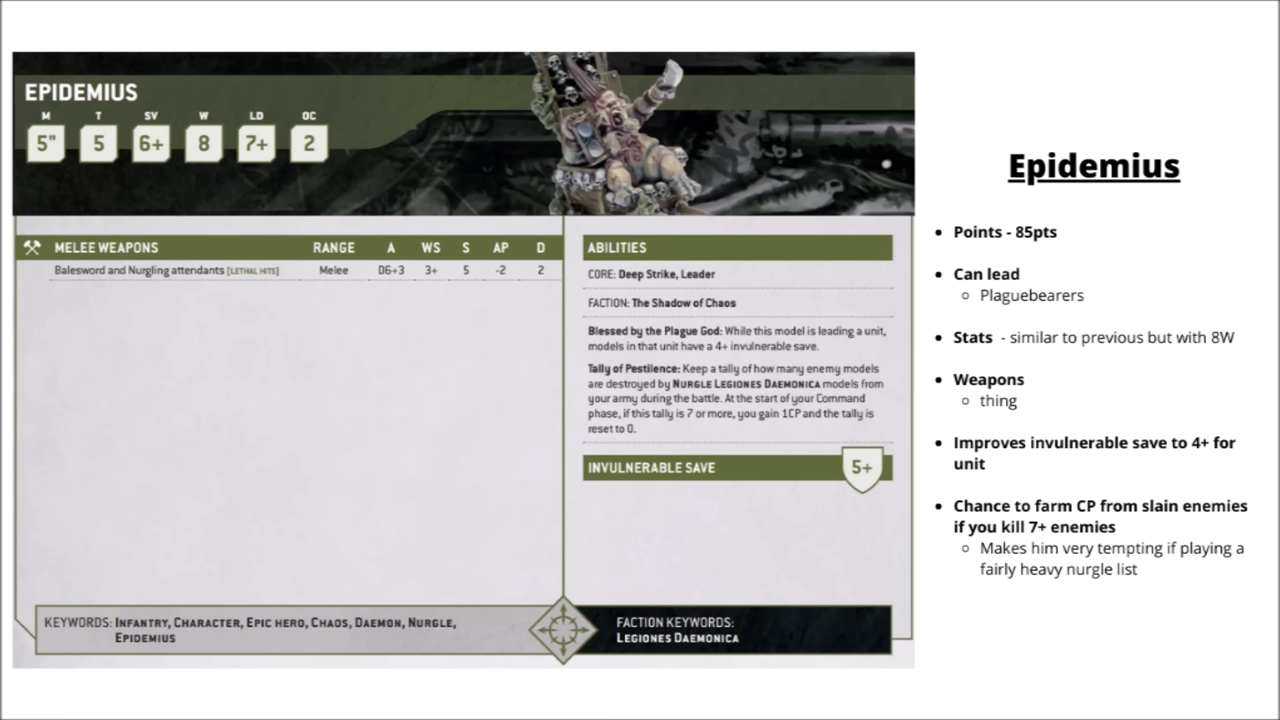 EPIDEMIUS
M T SV W LD OC
5" 5 6+ 8 7+ 2
MELEE WEAPONS RANGE A WS S AP D
Balesword and Nurgling attendants [LETHAL HITS] Melee D6+3 3+ 5 -2 2
ABILITIES
CORE: Deep Strike, Leader
FACTION: The Shadow of Chaos
Blessed by the Plague God: While this model is leading a unit,
models in that unit have a 4+ invulnerable save.
Tally of Pestilence: Keep a tally of how many enemy models
are destroyed by NURGLE LEGIONES DAEMONICA models from
your army during the battle. At the start of your Command
phase, if this tally is 7 or more, you gain 1CP and the tally is
reset to 0.
INVULNERABLE SAVE 5+
KEYWORDS: INFANTRY, CHARACTER, EPIC HERO, CHAOS, DAEMON, NURGLE,
EPIDEMIUS
FACTION KEYWORDS:
LEGIONES DAEMONICA
Epidemius
• Points - 85pts
• Can lead
○ Plaguebearers
• Stats - similar to previous but with 8W
• Weapons
○ thing
• Improves invulnerable save to 4+ for
unit
• Chance to farm CP from slain enemies
if you kill 7+ enemies
○ Makes him very tempting if playing a
fairly heavy nurgle list